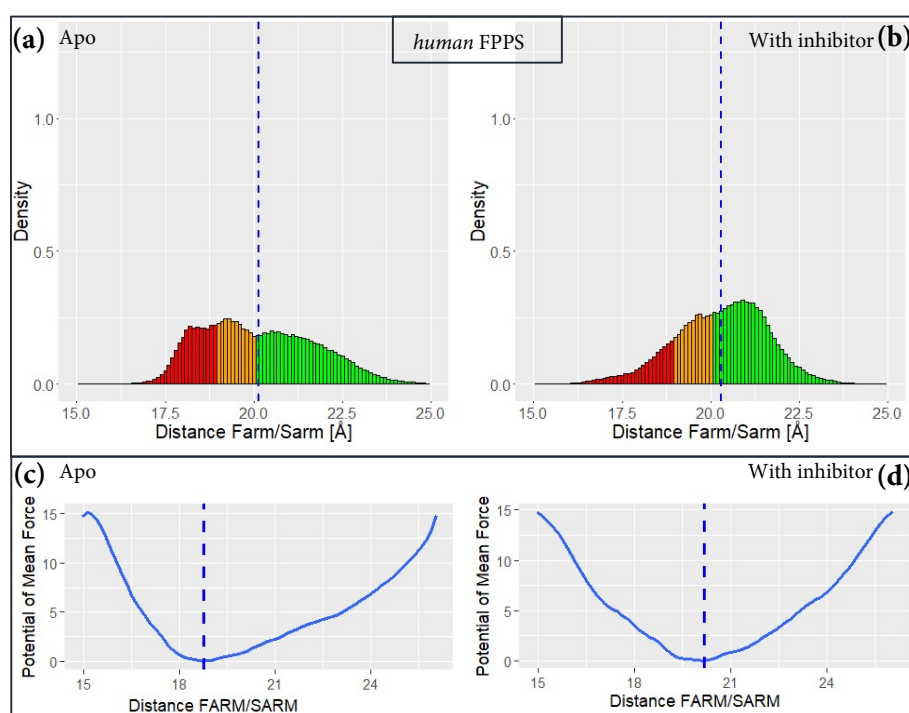 (a) Apo
human FPPS
With inhibitor (b)
Density
1.0
0.5
0.0
15.0 17.5 20.0 22.5 25.0
Distance Farm/Sarm [Å]
Density
1.0
0.5
0.0
15.0 17.5 20.0 22.5 25.0
Distance Farm/Sarm [Å]
(c) Apo
Potential of Mean Force
15
10
5
0
15 18 21 24
Distance FARM/SARM
With inhibitor (d)
Potential of Mean Force
15
10
5
0
15 18 21 24
Distance FARM/SARM